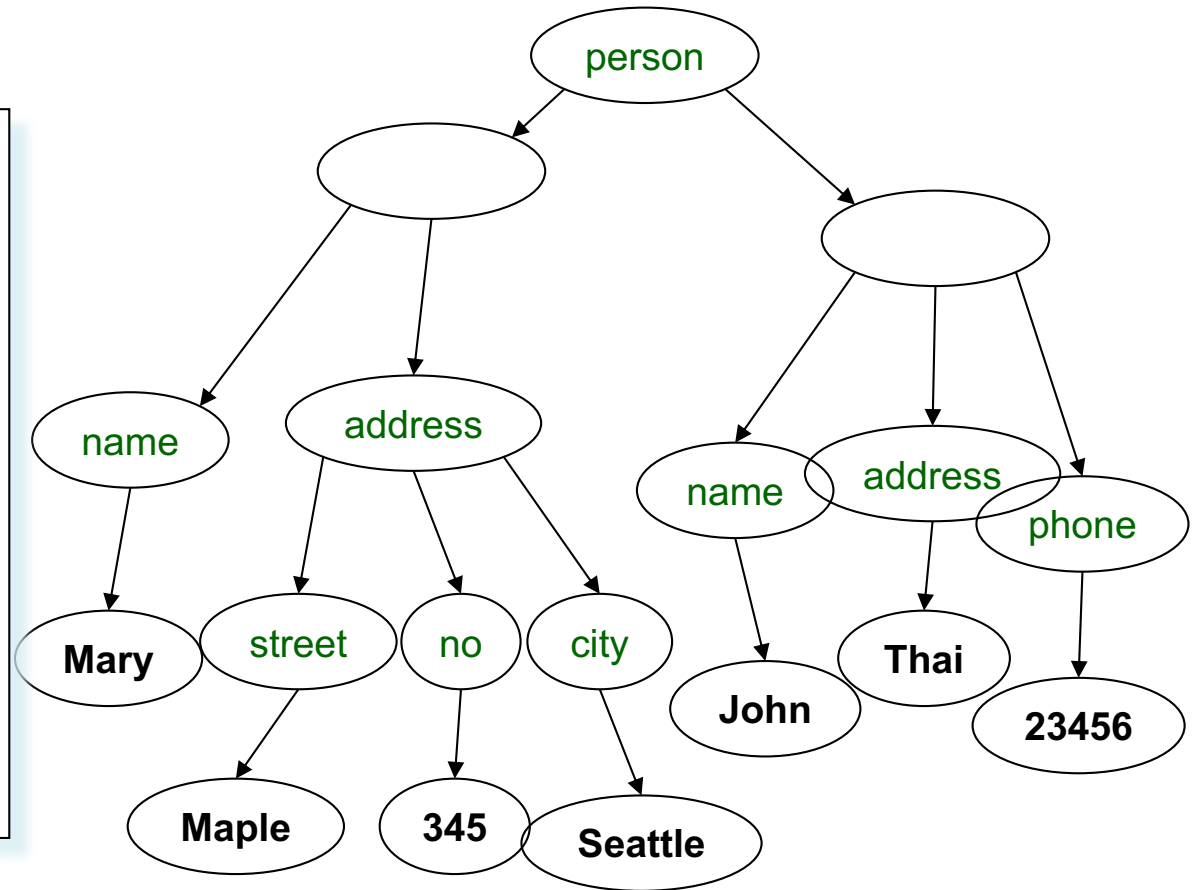 person
name
address
name
address
phone
Mary
street
no
city
John
Thai
23456
Maple
345
Seattle